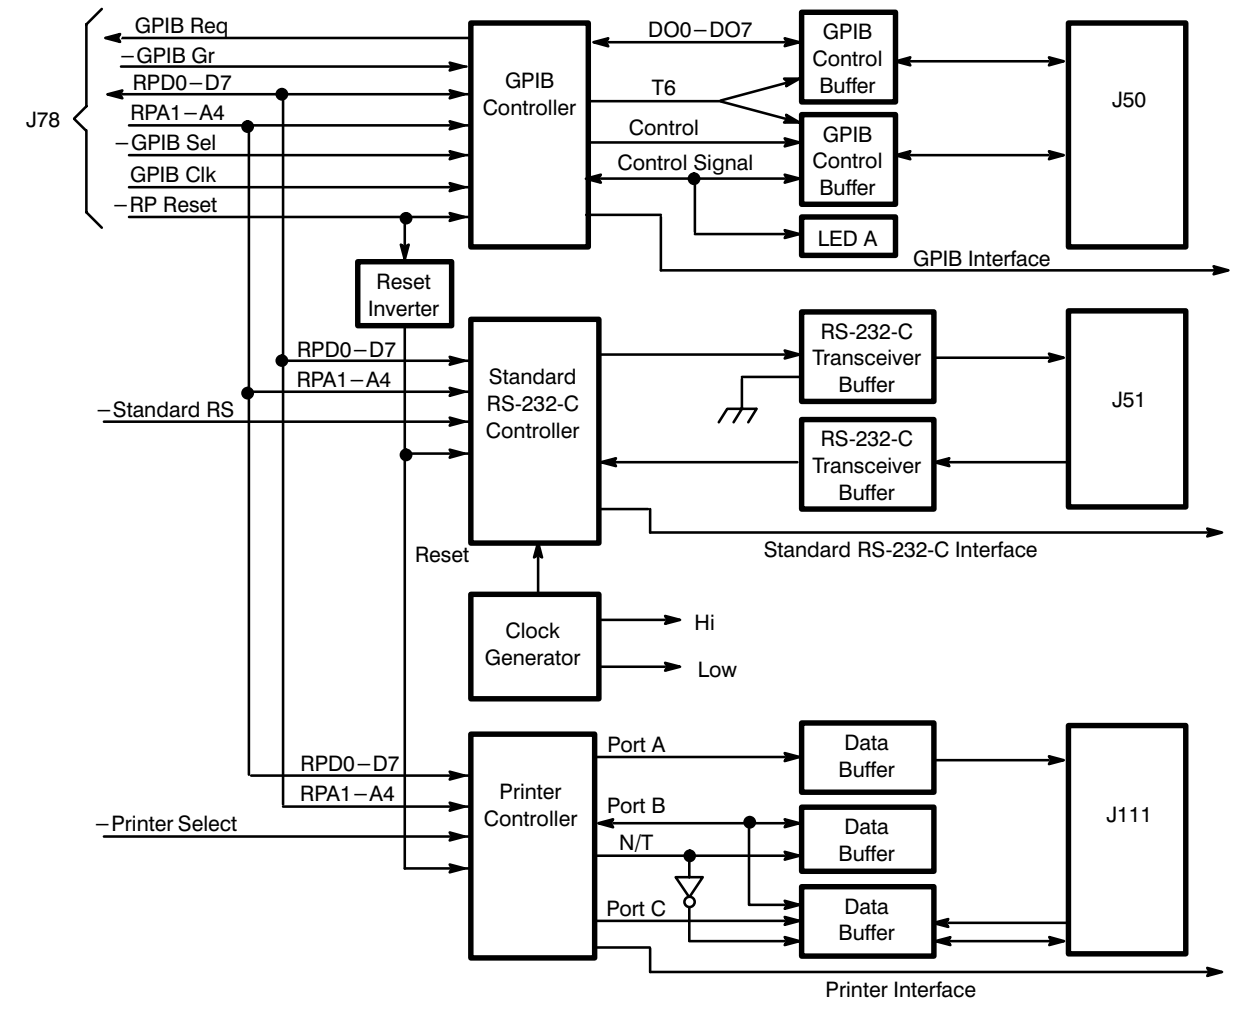 GPIB Req
−GPIB Gr
RPD0−D7
RPA1−A4
J78
−GPIB Sel
GPIB Clk
−RP Reset
GPIB
Controller
DO0−DO7
T6
Control
Control Signal
GPIB
Control
Buffer
GPIB
Control
Buffer
LED A
J50
GPIB Interface
Reset
Inverter
RPD0−D7
RPA1−A4
−Standard RS
Standard
RS-232-C
Controller
RS-232-C
Transceiver
Buffer
RS-232-C
Transceiver
Buffer
J51
Standard RS-232-C Interface
Reset
Clock
Generator
Hi
Low
RPD0−D7
RPA1−A4
−Printer Select
Printer
Controller
Port A
Port B
N/T
Port C
Data
Buffer
Data
Buffer
Data
Buffer
J111
Printer Interface